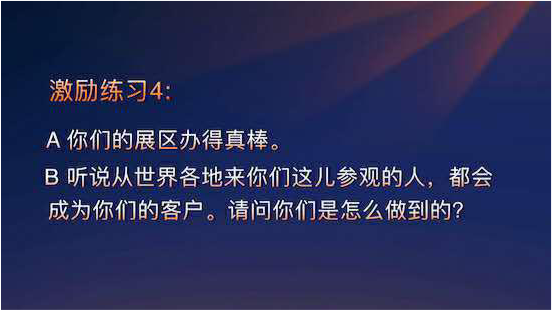 激励练习4:
A 你们的展区办得真棒。
B 听说从世界各地来你们这儿参观的人，都会
成为你们的客户。请问你们是怎么做到的？